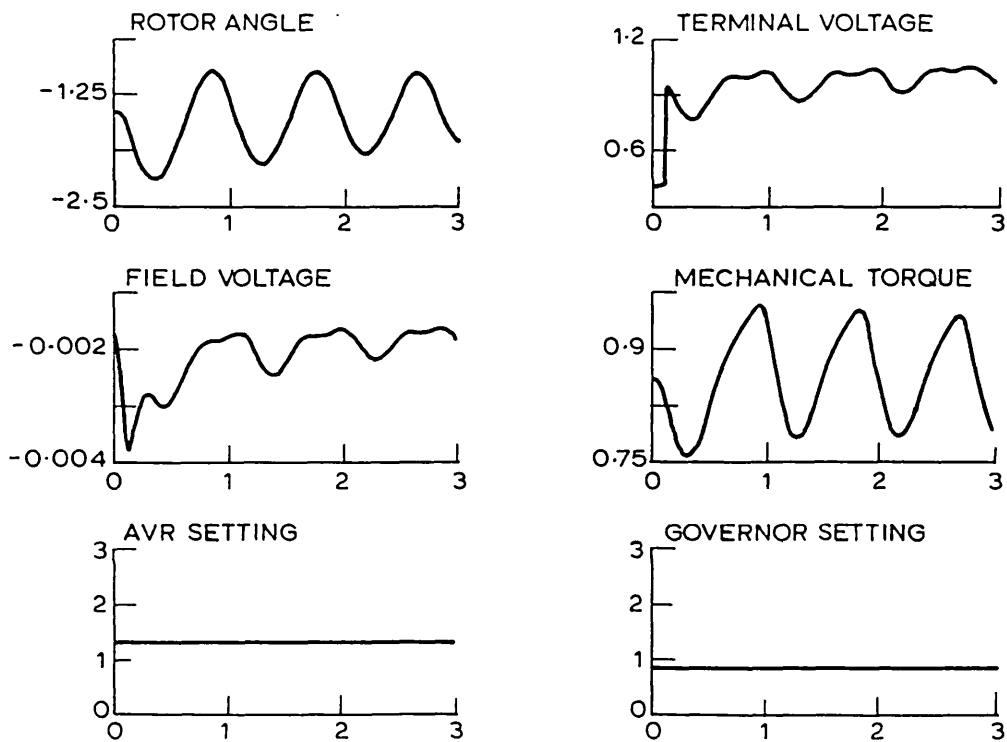 ROTOR ANGLE
-1·25
-2·5
0 1 2 3
TERMINAL VOLTAGE
1·2
0·6
0 1 2 3
FIELD VOLTAGE
-0·002
-0·004
0 1 2 3
MECHANICAL TORQUE
0·9
0·75
0 1 2 3
AVR SETTING
3
2
1
0
0 1 2 3
GOVERNOR SETTING
3
2
1
0
0 1 2 3